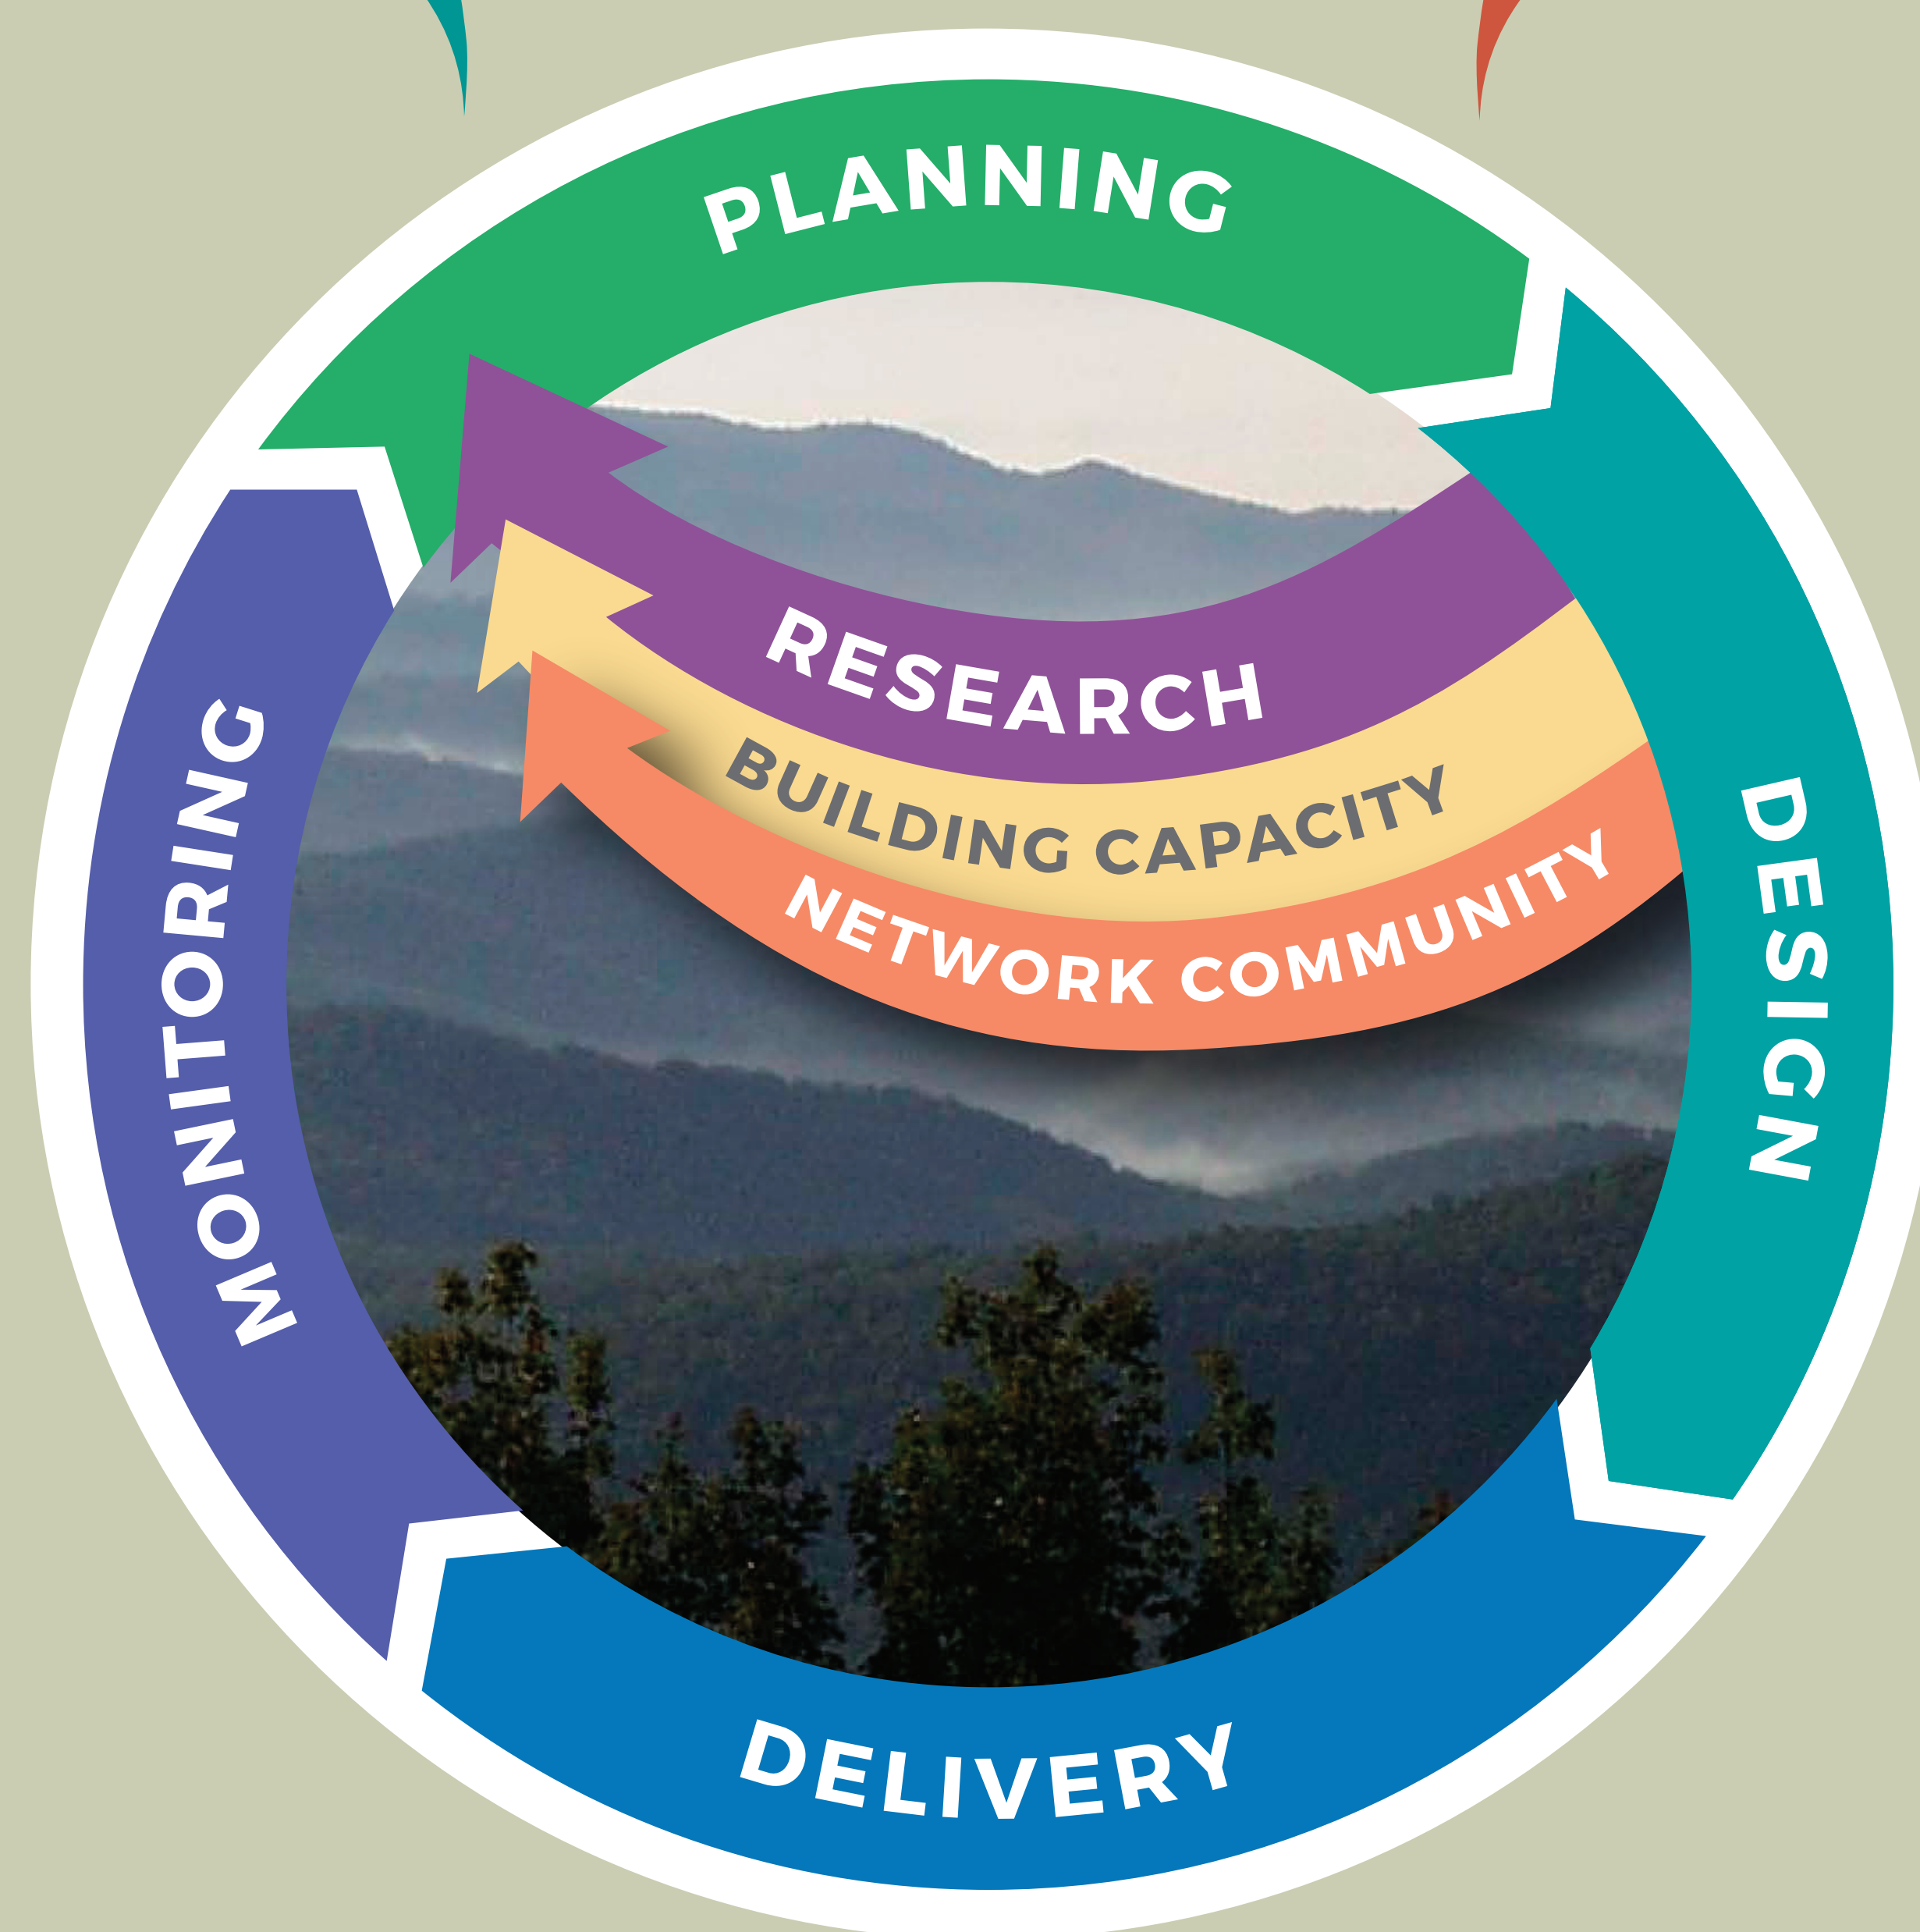 PLANNING
DESIGN
DELIVERY
MONITORING
RESEARCH
BUILDING CAPACITY
NETWORK COMMUNITY